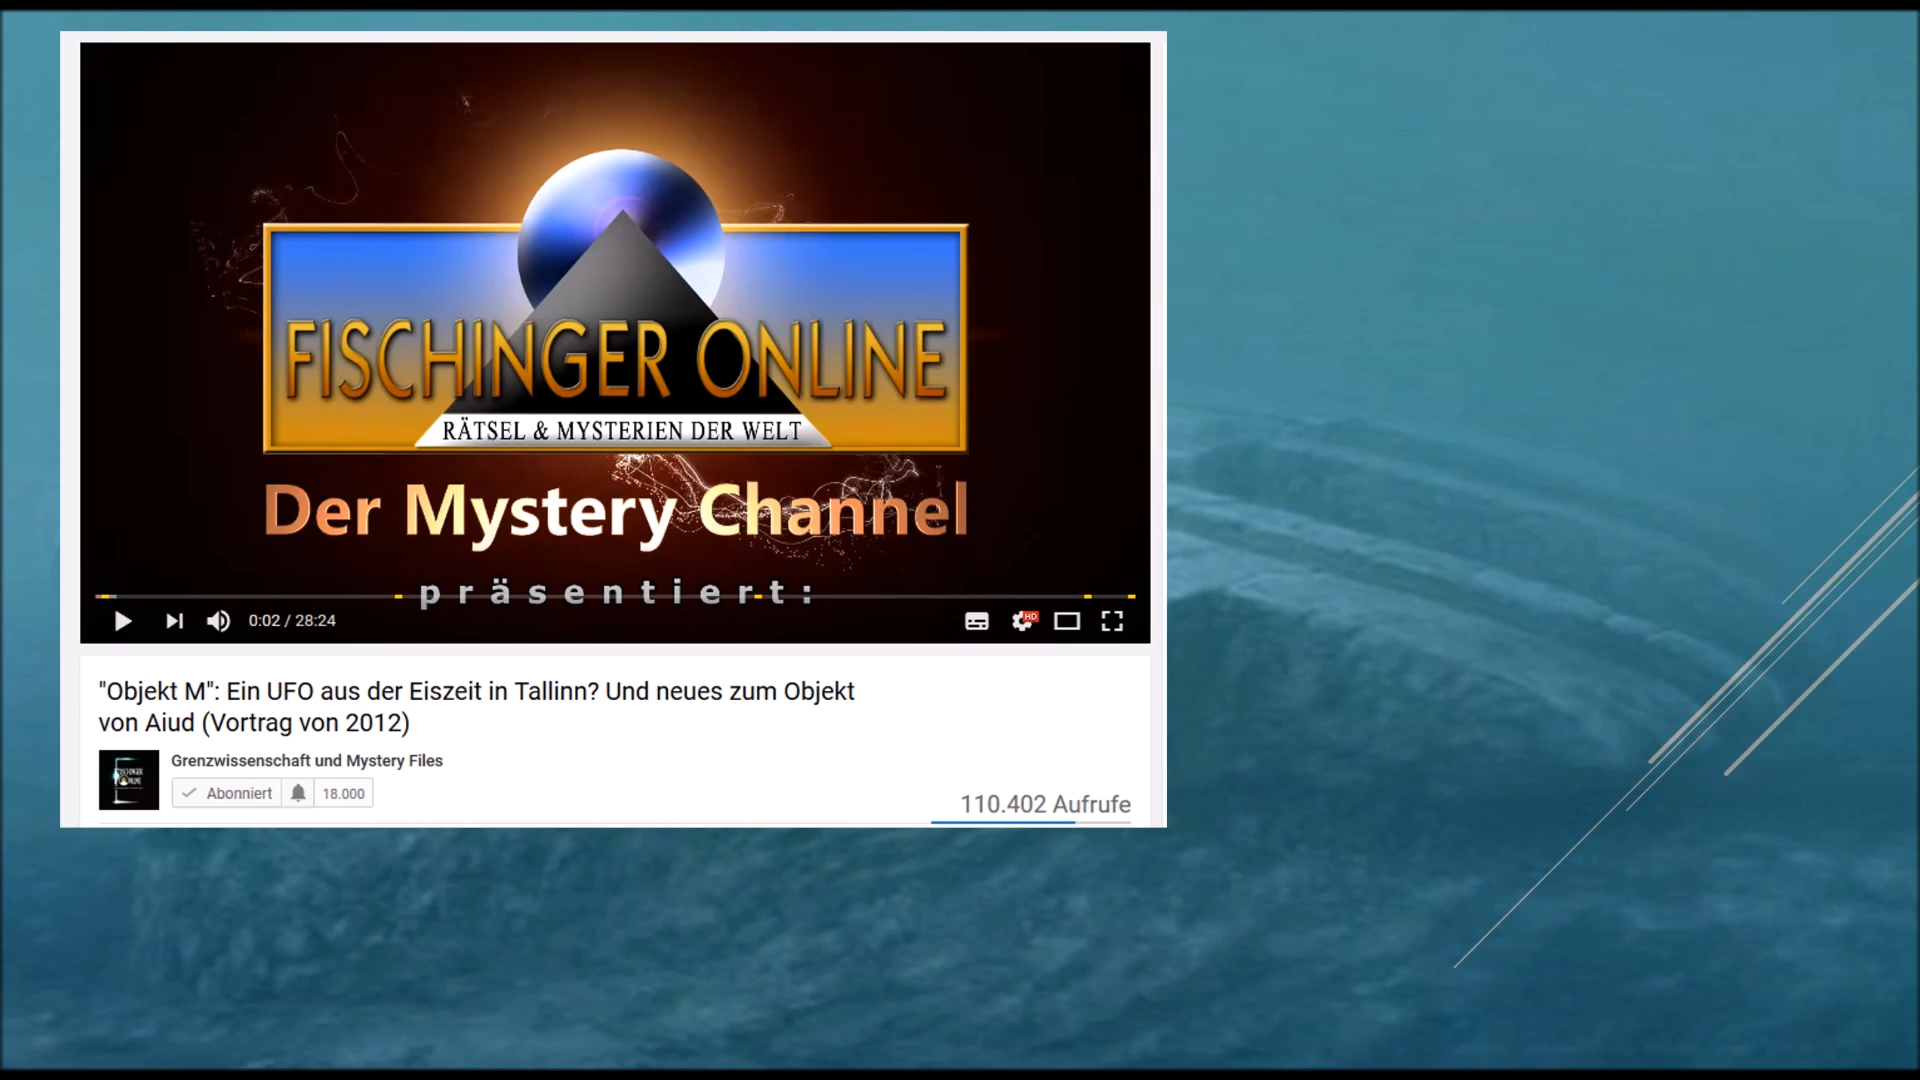 FISCHINGER ONLINE
RÄTSEL & MYSTERIEN DER WELT
Der Mystery Channel
präsentiert:
0:02 / 28:24
HD
"Objekt M": Ein UFO aus der Eiszeit in Tallinn? Und neues zum Objekt
von Aiud (Vortrag von 2012)
Grenzwissenschaft und Mystery Files
Abonniert 18.000
110.402 Aufrufe